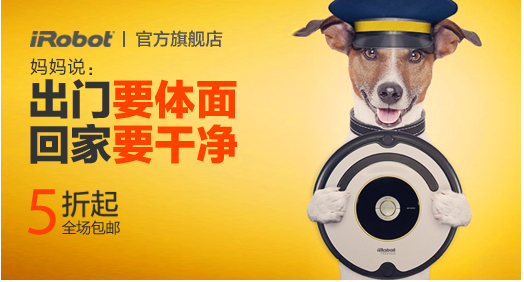 iRobot | 官方旗舰店
妈妈说：
出门要体面
回家要干净
5折起
全场包邮
iRobot